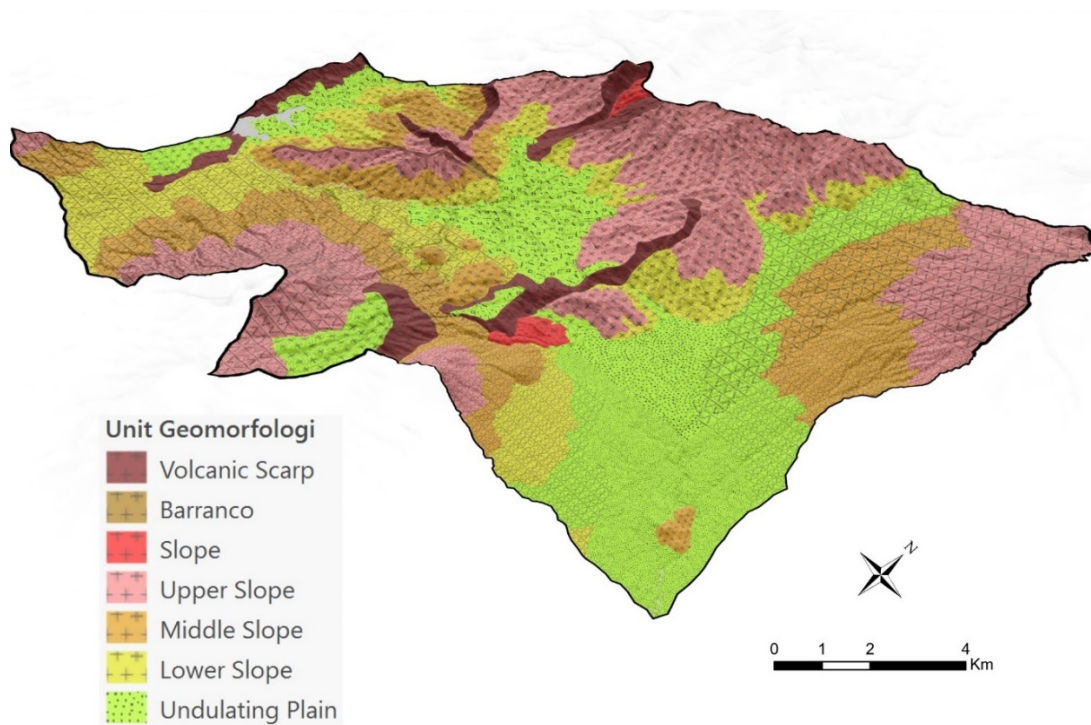 Unit Geomorfologi
Volcanic Scarp
Barranco
Slope
Upper Slope
Middle Slope
Lower Slope
Undulating Plain
N
0 1 2 4
Km